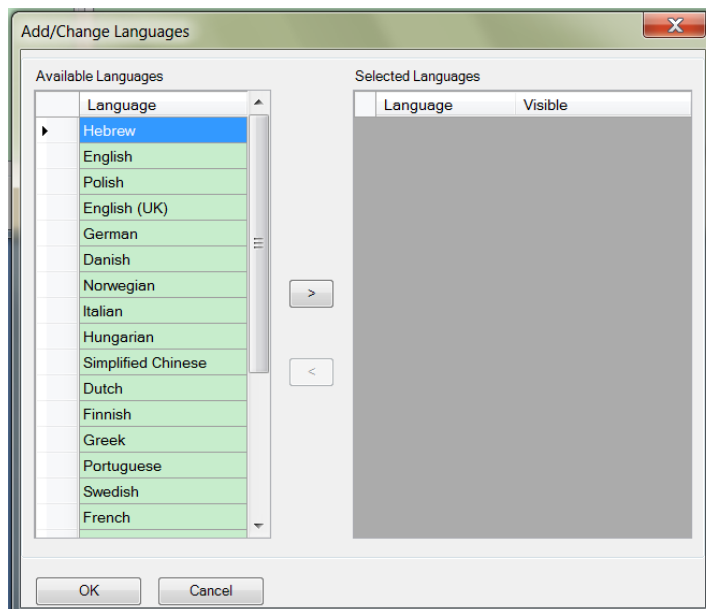 Add/Change Languages
X
Available Languages
Selected Languages
Language
Hebrew
English
Polish
English (UK)
German
Danish
Norwegian
Italian
Hungarian
Simplified Chinese
Dutch
Finnish
Greek
Portuguese
Swedish
French
>
<
Language Visible
OK Cancel